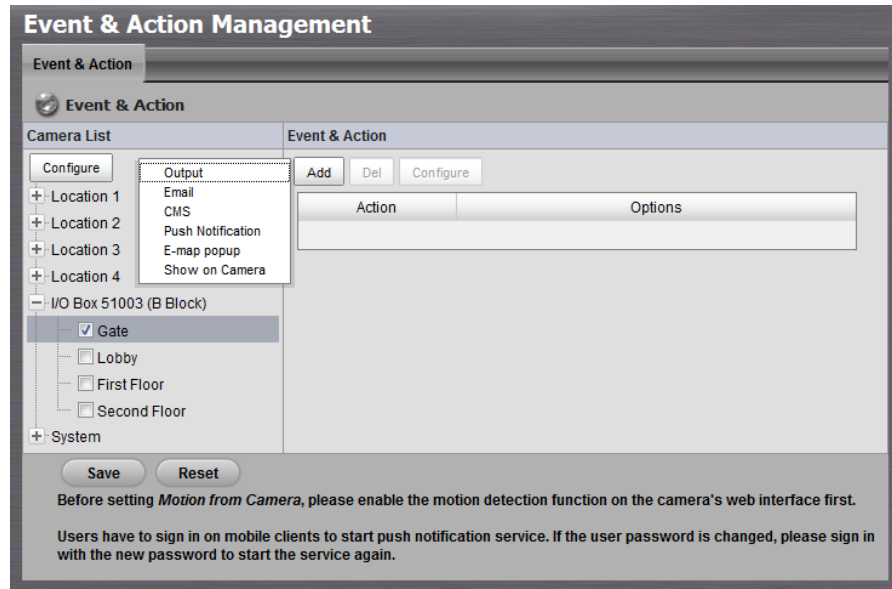 Event & Action Management
Event & Action
Event & Action
Camera List
Event & Action
Configure
Output
Email
CMS
Push Notification
E-map popup
Show on Camera
Add
Del
Configure
Action
Options
Location 1
Location 2
Location 3
Location 4
I/O Box 51003 (B Block)
Gate
Lobby
First Floor
Second Floor
System
Save
Reset
Before setting Motion from Camera, please enable the motion detection function on the camera's web interface first.
Users have to sign in on mobile clients to start push notification service. If the user password is changed, please sign in
with the new password to start the service again.